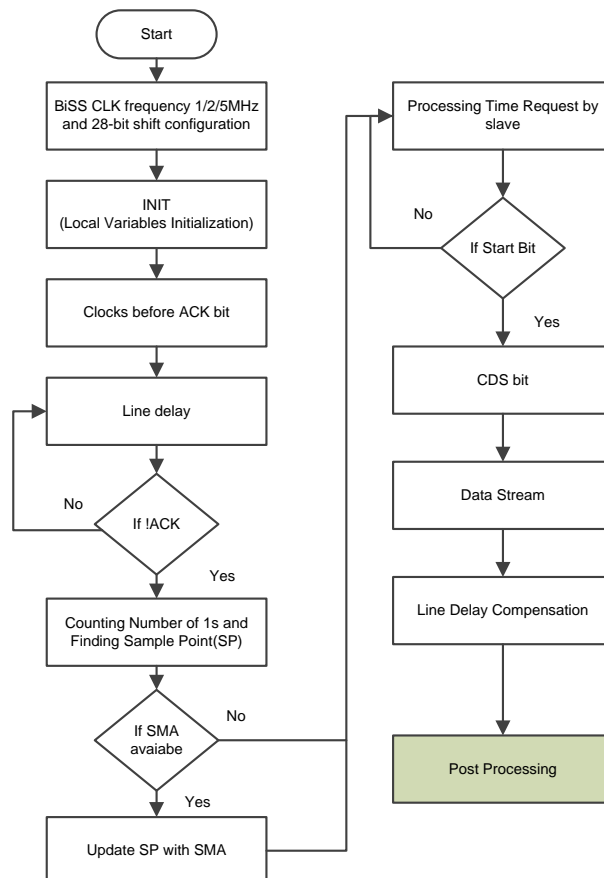 Start
BiSS CLK frequency 1/2/5MHz
and 28-bit shift configuration
INIT
(Local Variables Initialization)
Clocks before ACK bit
Line delay
No
If !ACK
Yes
Counting Number of 1s and
Finding Sample Point(SP)
If SMA
avaiabe
No
Yes
Update SP with SMA
Processing Time Request by
slave
No
If Start Bit
Yes
CDS bit
Data Stream
Line Delay Compensation
Post Processing